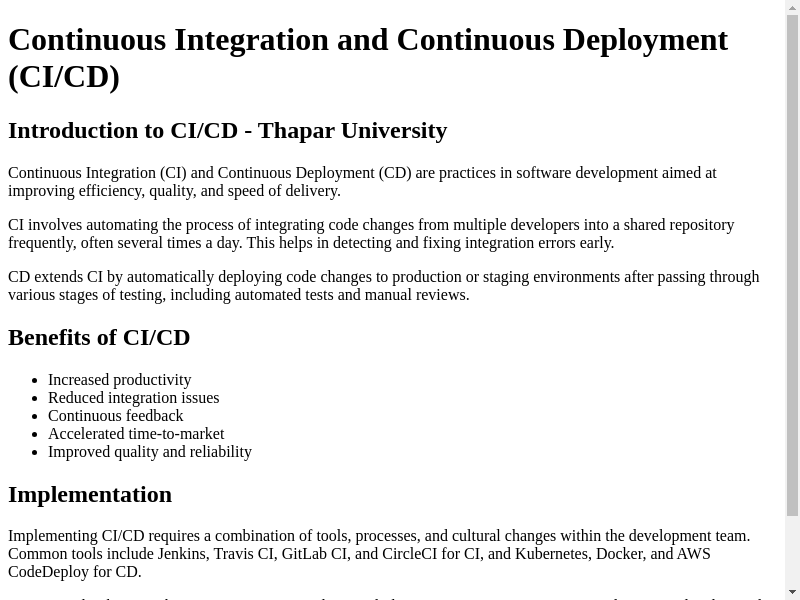 Continuous Integration and Continuous Deployment
(CI/CD)
Introduction to CI/CD - Thapar University
Continuous Integration (CI) and Continuous Deployment (CD) are practices in software development aimed at
improving efficiency, quality, and speed of delivery.
CI involves automating the process of integrating code changes from multiple developers into a shared repository
frequently, often several times a day. This helps in detecting and fixing integration errors early.
CD extends CI by automatically deploying code changes to production or staging environments after passing through
various stages of testing, including automated tests and manual reviews.
Benefits of CI/CD
Increased productivity
Reduced integration issues
Continuous feedback
Accelerated time-to-market
Improved quality and reliability
Implementation
Implementing CI/CD requires a combination of tools, processes, and cultural changes within the development team.
Common tools include Jenkins, Travis CI, GitLab CI, and CircleCI for CI, and Kubernetes, Docker, and AWS
CodeDeploy for CD.